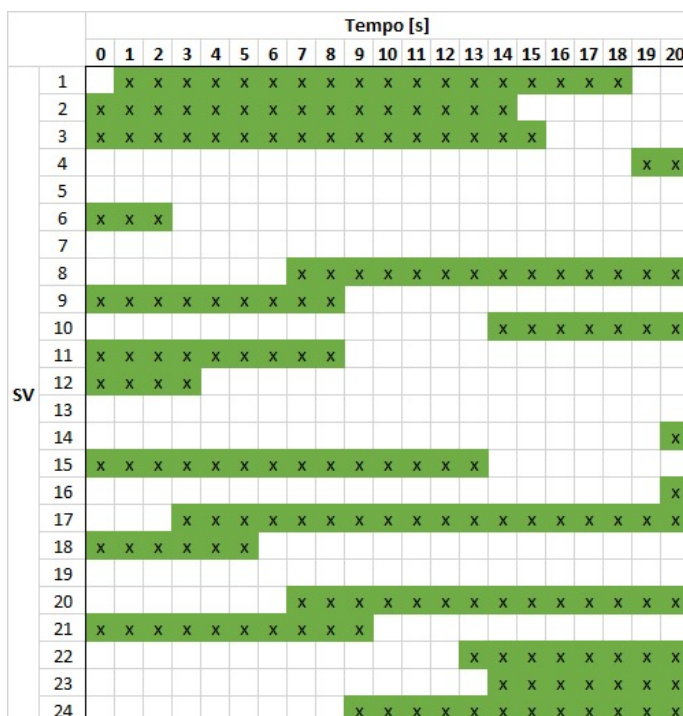 Tempo [s]
0 1 2 3 4 5 6 7 8 9 10 11 12 13 14 15 16 17 18 19 20
SV
1 x x x x x x x x x x x x x x x x x x
2 x x x x x x x x x x x x x x x
3 x x x x x x x x x x x x x x x x
4 x x
5
6 x x x
7
8 x x x x x x x x x x x x x x
9 x x x x x x x x x
10 x x x x x x x
11 x x x x x x x x x
12 x x x x
13
14 x
15 x x x x x x x x x x x x x x
16 x
17 x x x x x x x x x x x x x x x x x x
18 x x x x x x
19
20 x x x x x x x x x x x x x x
21 x x x x x x x x x x
22 x x x x x x x x
23 x x x x x x x
24 x x x x x x x x x x x x